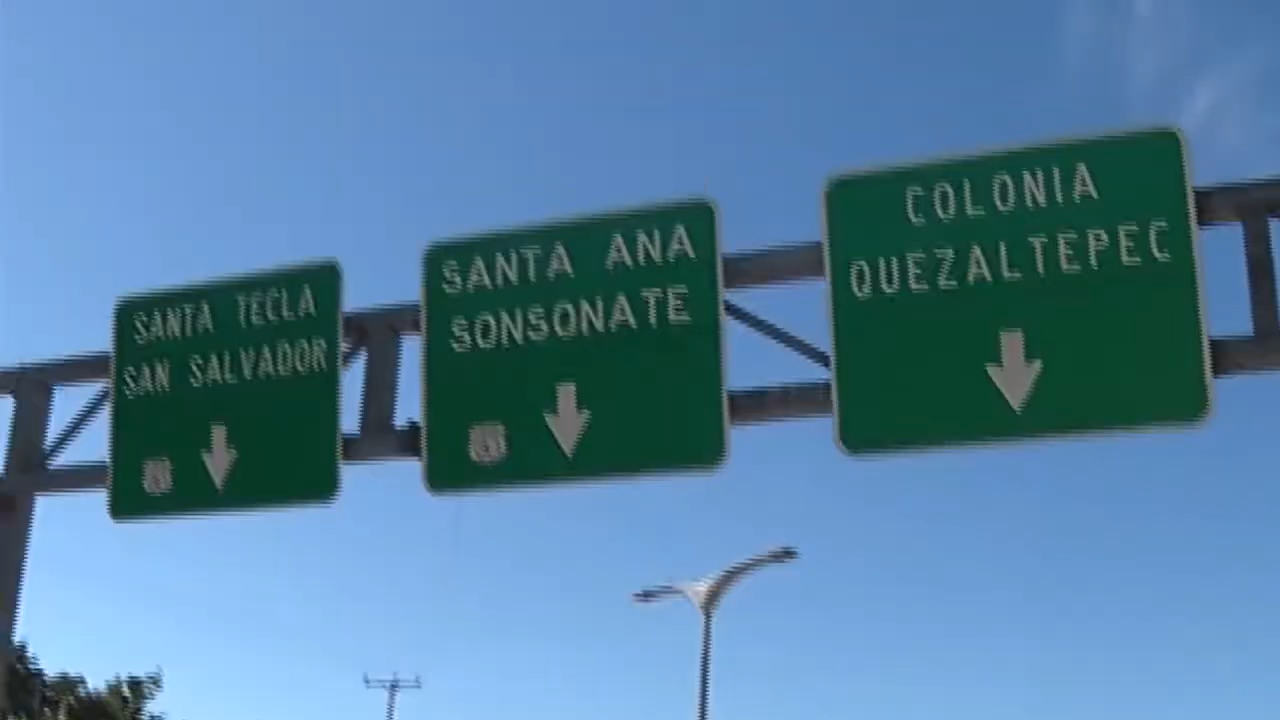 SANTA TECLA
SAN SALVADOR
SANTA ANA
SONSONATE
COLONIA
QUEZALTEPEC